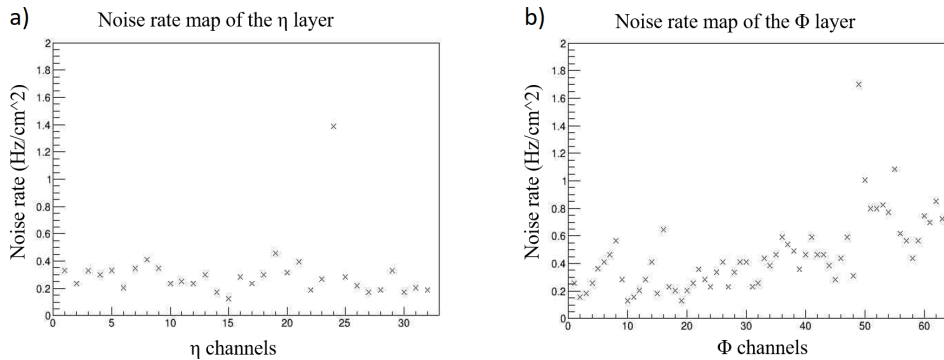 a)
Noise rate map of the η layer
Noise rate (Hz/cm^2)
2
1.8
1.6
1.4
1.2
1
0.8
0.6
0.4
0.2
0
0 5 10 15 20 25 30
η channels
b)
Noise rate map of the Φ layer
Noise rate (Hz/cm^2)
2
1.8
1.6
1.4
1.2
1
0.8
0.6
0.4
0.2
0
0 10 20 30 40 50 60
Φ channels